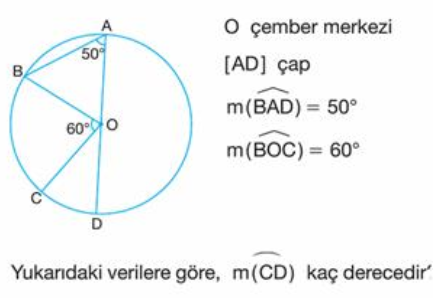 A
O çember merkezi
50°
[AD] çap
B
m(BAD) = 50°
60° O
m(BOC) = 60°
C
D
Yukarıdaki verilere göre, m(CD) kaç derecedir